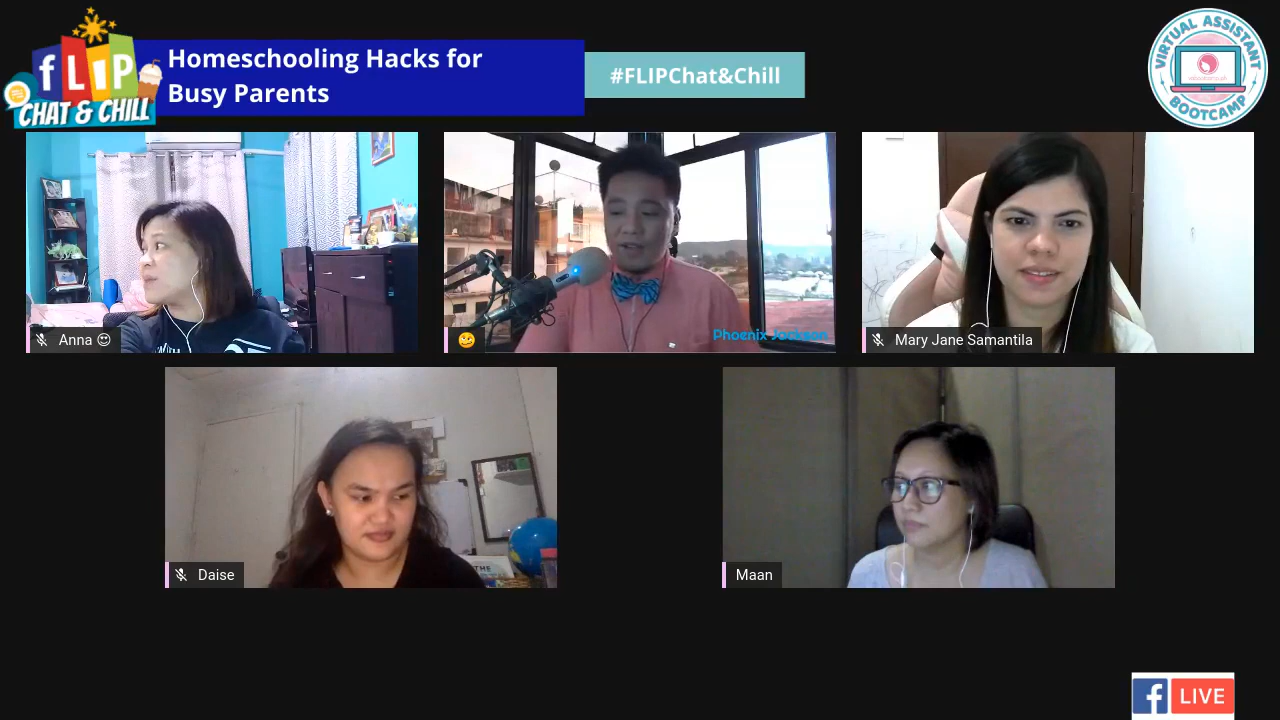 fLIP
CHAT & CHILL
Homeschooling Hacks for
Busy Parents
#FLIPChat&Chill
VIRTUAL ASSISTANT
BOOTCAMP
Anna 😍
🥴
Phoenix Jackson
Mary Jane Samantila
Daise
THE
Maan
f LIVE